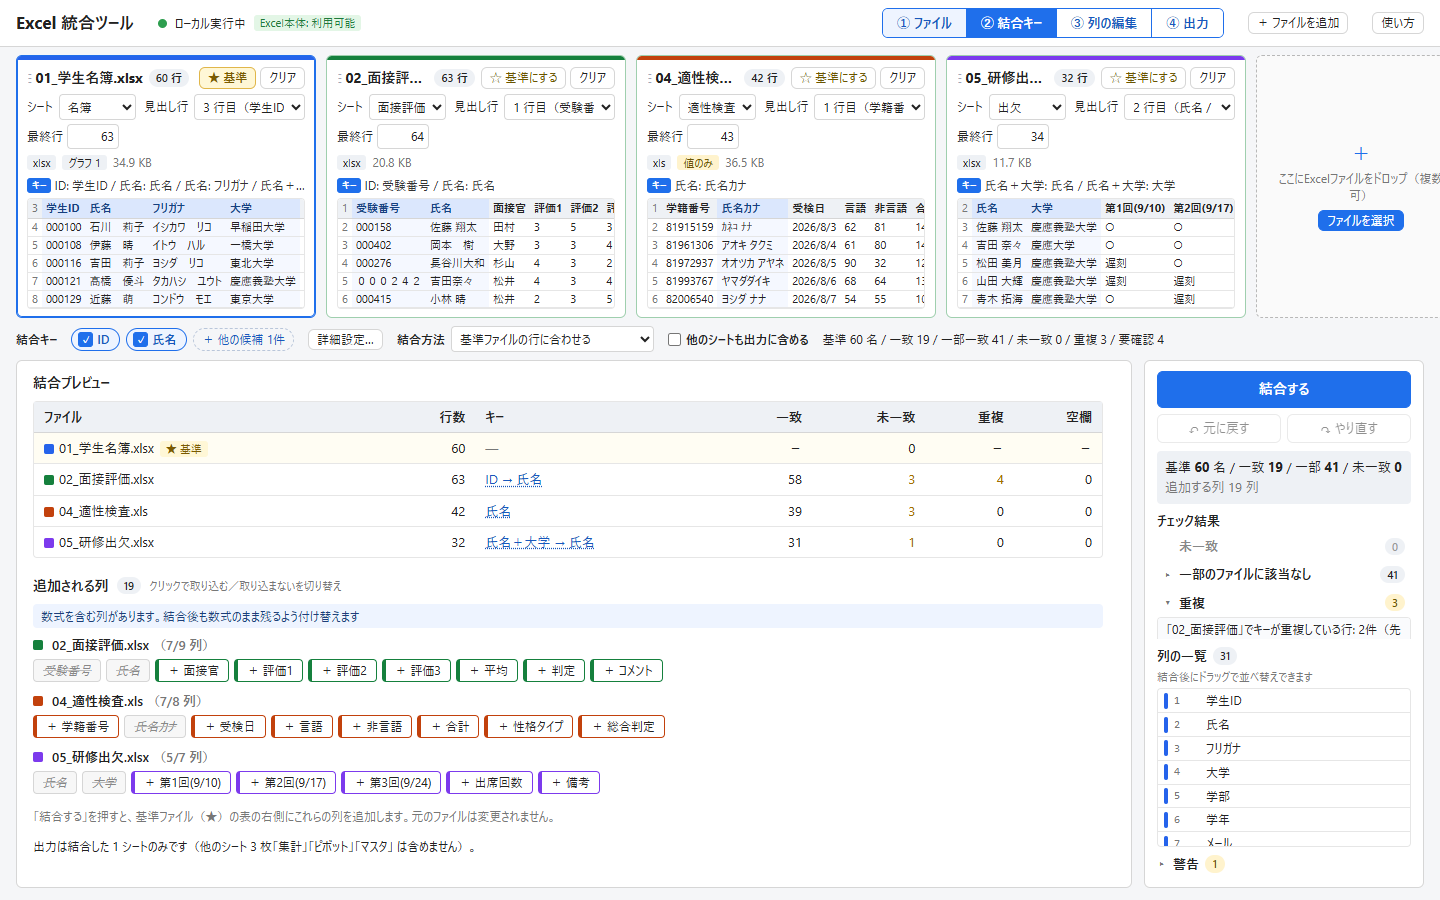 Excel 統合ツール ローカル実行中 Excel本体: 利用可能 ① ファイル ② 結合キー ③ 列の編集 ④ 出力 ＋ ファイルを追加 使い方
01_学生名簿.xlsx 60 行 ★ 基準 クリア
シート 名簿 見出し行 3 行目（学生ID
最終行 63
xlsx グラフ 1 34.9 KB
キー ID: 学生ID / 氏名: 氏名 / 氏名: フリガナ / 氏名＋...
3 学生ID 氏名 フリガナ 大学
4 000100 石川 莉子 イシカワ リコ 早稲田大学
5 000108 伊藤 晴 イトウ ハル 一橋大学
6 000116 吉田 莉子 ヨシダ リコ 東北大学
7 000121 高橋 優斗 タカハシ ユウト 慶應義塾大学
8 000129 近藤 萌 コンドウ モエ 東京大学
02_面接評... 63 行 ☆ 基準にする クリア
シート 面接評価 見出し行 1 行目（受験番
最終行 64
xlsx 20.8 KB
キー ID: 受験番号 / 氏名: 氏名
1 受験番号 氏名 面接官 評価1 評価2
2 000158 佐藤 翔太 田村 3 5 3
3 000402 岡本 樹 大野 3 3 4
4 000276 長谷川大和 杉山 4 3 2
5 ０００２４２ 吉田奈々 松井 4 3 4
6 000415 小林 晴 松井 2 3 5
04_適性検... 42 行 ☆ 基準にする クリア
シート 適性検査 見出し行 1 行目（学籍番
最終行 43
xls 値のみ 36.5 KB
キー 氏名: 氏名カナ
1 学籍番号 氏名カナ 受検日 言語 非言語 合
2 81915159 ｶﾈｺ ﾅﾅ 2026/8/3 62 81
3 81961306 アオキ タクミ 2026/8/4 61 80
4 81972937 オオツカ アヤネ 2026/8/5 90 32
5 81993767 ヤマダダイキ 2026/8/6 68 64
6 82006540 ヨシダ ナナ 2026/8/7 54 55
05_研修出... 32 行 ☆ 基準にする クリア
シート 出欠 見出し行 2 行目（氏名 /
最終行 34
xlsx 11.7 KB
キー 氏名＋大学: 氏名 / 氏名＋大学: 大学
2 氏名 大学 第1回(9/10) 第2回(9/17)
3 佐藤 翔太 慶應義塾大学 ○ ○
4 吉田 奈々 慶應大学 ○ ○
5 松田 美月 慶應義塾大学 遅刻 ○
6 山田 大輝 慶應義塾大学 遅刻 遅刻
7 青木 拓海 慶應義塾大学 ○ 遅刻
＋
ここにExcelファイルをドロップ（複数
可）
ファイルを選択
結合キー ID 氏名 ＋ 他の候補 1件 詳細設定... 結合方法 基準ファイルの行に合わせる 他のシートも出力に含める 基準 60 名 / 一致 19 / 一部一致 41 / 未一致 0 / 重複 3 / 要確認 4
結合プレビュー
ファイル 行数 キー 一致 未一致 重複 空欄
01_学生名簿.xlsx ★ 基準 60 — – 0 – –
02_面接評価.xlsx 63 ID → 氏名 58 3 4 0
04_適性検査.xls 42 氏名 39 3 0 0
05_研修出欠.xlsx 32 氏名＋大学 → 氏名 31 1 0 0
追加される列 19 クリックで取り込む／取り込まないを切り替え
数式を含む列があります。結合後も数式のまま残るよう付け替えます
02_面接評価.xlsx （7/9 列）
受験番号 氏名 ＋ 面接官 ＋ 評価1 ＋ 評価2 ＋ 評価3 ＋ 平均 ＋ 判定 ＋ コメント
04_適性検査.xls （7/8 列）
＋ 学籍番号 氏名カナ ＋ 受検日 ＋ 言語 ＋ 非言語 ＋ 合計 ＋ 性格タイプ ＋ 総合判定
05_研修出欠.xlsx （5/7 列）
氏名 大学 ＋ 第1回(9/10) ＋ 第2回(9/17) ＋ 第3回(9/24) ＋ 出席回数 ＋ 備考
「結合する」を押すと、基準ファイル（★）の表の右側にこれらの列を追加します。元のファイルは変更されません。
出力は結合した 1 シートのみです（他のシート 3 枚「集計」「ピボット」「マスタ」 は含めません）。
結合する
元に戻す やり直す
基準 60 名 / 一致 19 / 一部 41 / 未一致 0
追加する列 19 列
チェック結果
未一致 0
一部のファイルに該当なし 41
重複 3
「02_面接評価」でキーが重複している行: 2件（先
列の一覧 31
結合後にドラッグで並べ替えできます
1 学生ID
2 氏名
3 フリガナ
4 大学
5 学部
6 学年
7 メール
警告 1